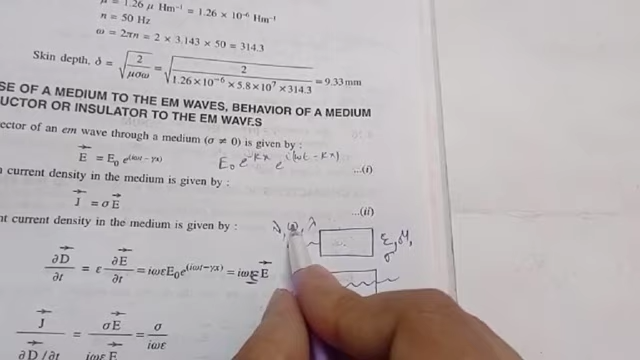 μ = 1.26 μ Hm⁻¹ = 1.26 × 10⁻⁶ Hm⁻¹
n = 50 Hz
ω = 2πn = 2 × 3.143 × 50 = 314.3
Skin depth, δ = √(2/μσω) = √(2/(1.26 × 10⁻⁶ × 5.8 × 10⁷ × 314.3)) = 9.33 mm
SE OF A MEDIUM TO THE EM WAVES, BEHAVIOR OF A MEDIUM
UCTOR OR INSULATOR TO THE EM WAVES
ector of an em wave through a medium (σ ≠ 0) is given by :
E⃗ = E₀ e^(iωt – γx) E₀ e^-kx e^i(ωt - kx) ...(i)
n current density in the medium is given by :
J⃗ = σE⃗ ...(ii)
nt current density in the medium is given by :
λ
ε, μ,
σ
∂D⃗/∂t = ε ∂E⃗/∂t = iωεE₀e^(iωt – γx) = iωεE⃗
J⃗/(∂D⃗/∂t) = σE⃗/(iωε E⃗) = σ/iωε